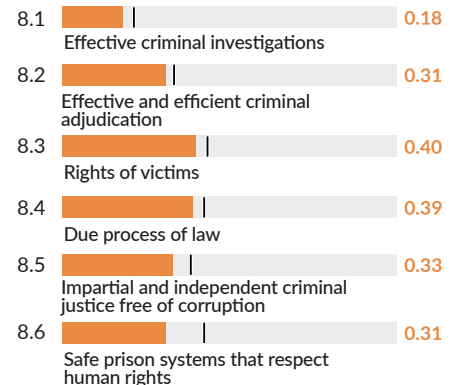 8.1 0.18
Effective criminal investigations
8.2 0.31
Effective and efficient criminal
adjudication
8.3 0.40
Rights of victims
8.4 0.39
Due process of law
8.5 0.33
Impartial and independent criminal
justice free of corruption
8.6 0.31
Safe prison systems that respect
human rights